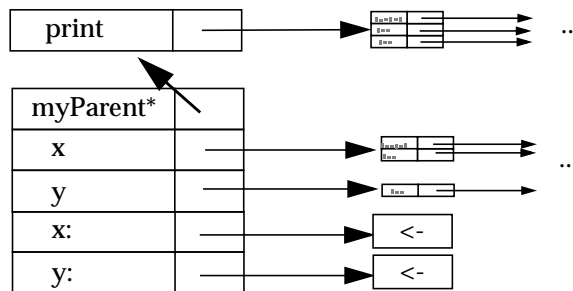 print
..
myParent*
x
..
y
x:
<-
y:
<-